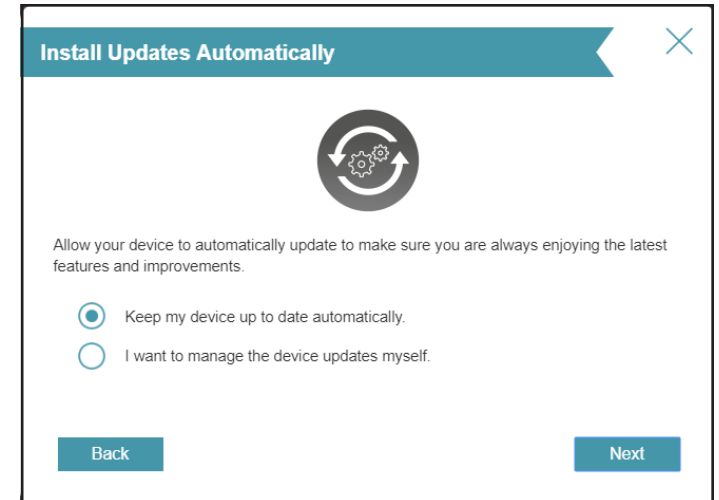 Install Updates Automatically
Allow your device to automatically update to make sure you are always enjoying the latest
features and improvements.
Keep my device up to date automatically.
I want to manage the device updates myself.
Back
Next